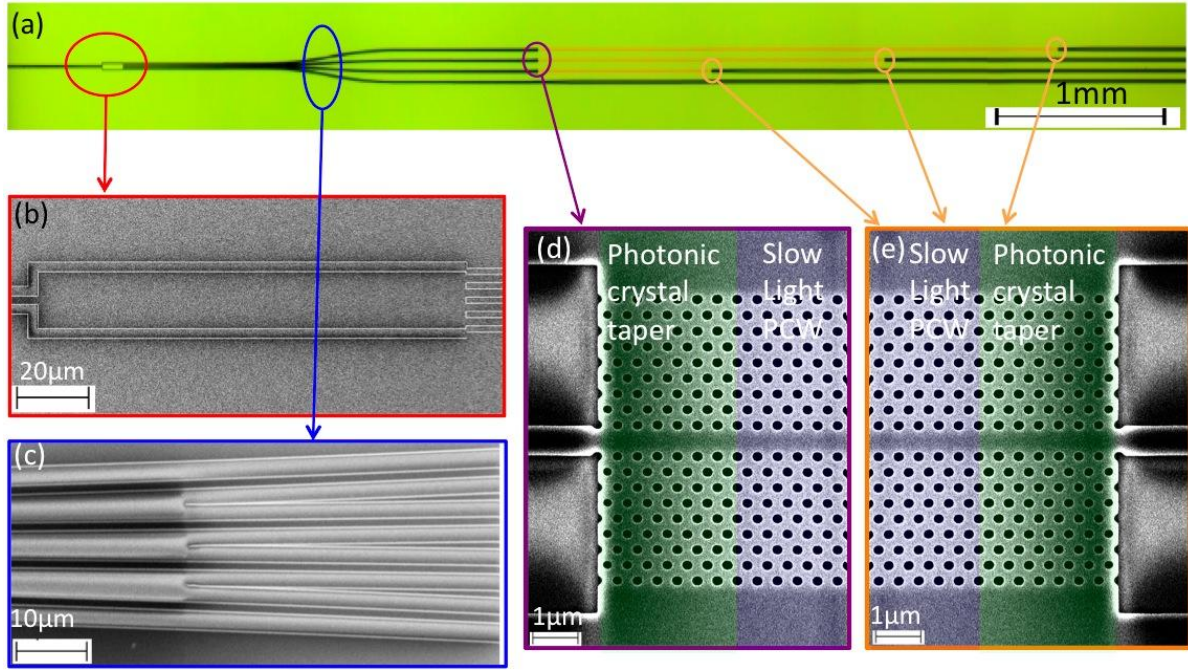 (a)
1mm
(b)
20μm
(c)
10μm
(d)
Photonic
crystal
taper
Slow
Light
PCW
1μm
(e)
Slow
Light
PCW
Photonic
crystal
taper
1μm